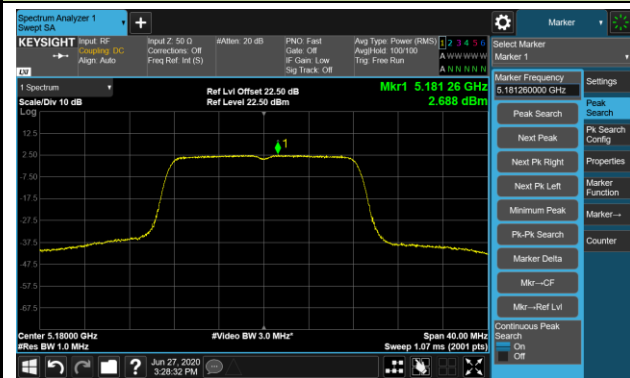 Spectrum Analyzer 1
Swept SA
Marker
KEYSIGHT
Input: RF
Coupling: DC
Align: Auto
Input Z: 50 Ω
Corrections: Off
Freq Ref: Int (S)
#Atten: 20 dB
PNO: Fast
Gate: Off
IF Gain: Low
Sig Track: Off
Avg Type: Power (RMS)
Avg|Hold: 100/100
Trig: Free Run
1 2 3 4 5 6
A W W W W W
A N N N N N
LXI
1 Spectrum
Scale/Div 10 dB
Ref Lvl Offset 22.50 dB
Ref Level 22.50 dBm
Mkr1 5.181 26 GHz
2.688 dBm
Log
12.5
2.50
1
-7.50
-17.5
-27.5
-37.5
-47.5
-57.5
-67.5
Center 5.18000 GHz
#Res BW 1.0 MHz
#Video BW 3.0 MHz*
Span 40.00 MHz
Sweep 1.07 ms (2001 pts)
Jun 27, 2020
3:28:32 PM
Select Marker
Marker 1
Marker Frequency
5.181260000 GHz
Peak Search
Next Peak
Next Pk Right
Next Pk Left
Minimum Peak
Pk-Pk Search
Marker Delta
Mkr→CF
Mkr→Ref Lvl
Continuous Peak
Search
On
Off
Settings
Peak
Search
Pk Search
Config
Properties
Marker
Function
Marker→
Counter